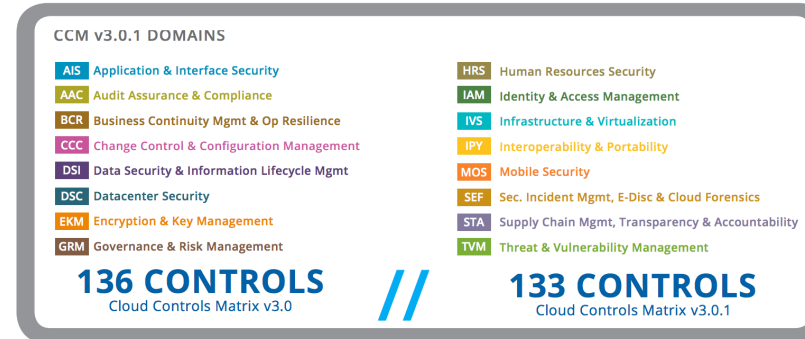 CCM v3.0.1 DOMAINS
AIS Application & Interface Security
AAC Audit Assurance & Compliance
BCR Business Continuity Mgmt & Op Resilience
CCC Change Control & Configuration Management
DSI Data Security & Information Lifecycle Mgmt
DSC Datacenter Security
EKM Encryption & Key Management
GRM Governance & Risk Management
HRS Human Resources Security
IAM Identity & Access Management
IVS Infrastructure & Virtualization
IPY Interoperability & Portability
MOS Mobile Security
SEF Sec. Incident Mgmt, E-Disc & Cloud Forensics
STA Supply Chain Mgmt, Transparency & Accountability
TVM Threat & Vulnerability Management
136 CONTROLS
Cloud Controls Matrix v3.0
//
133 CONTROLS
Cloud Controls Matrix v3.0.1